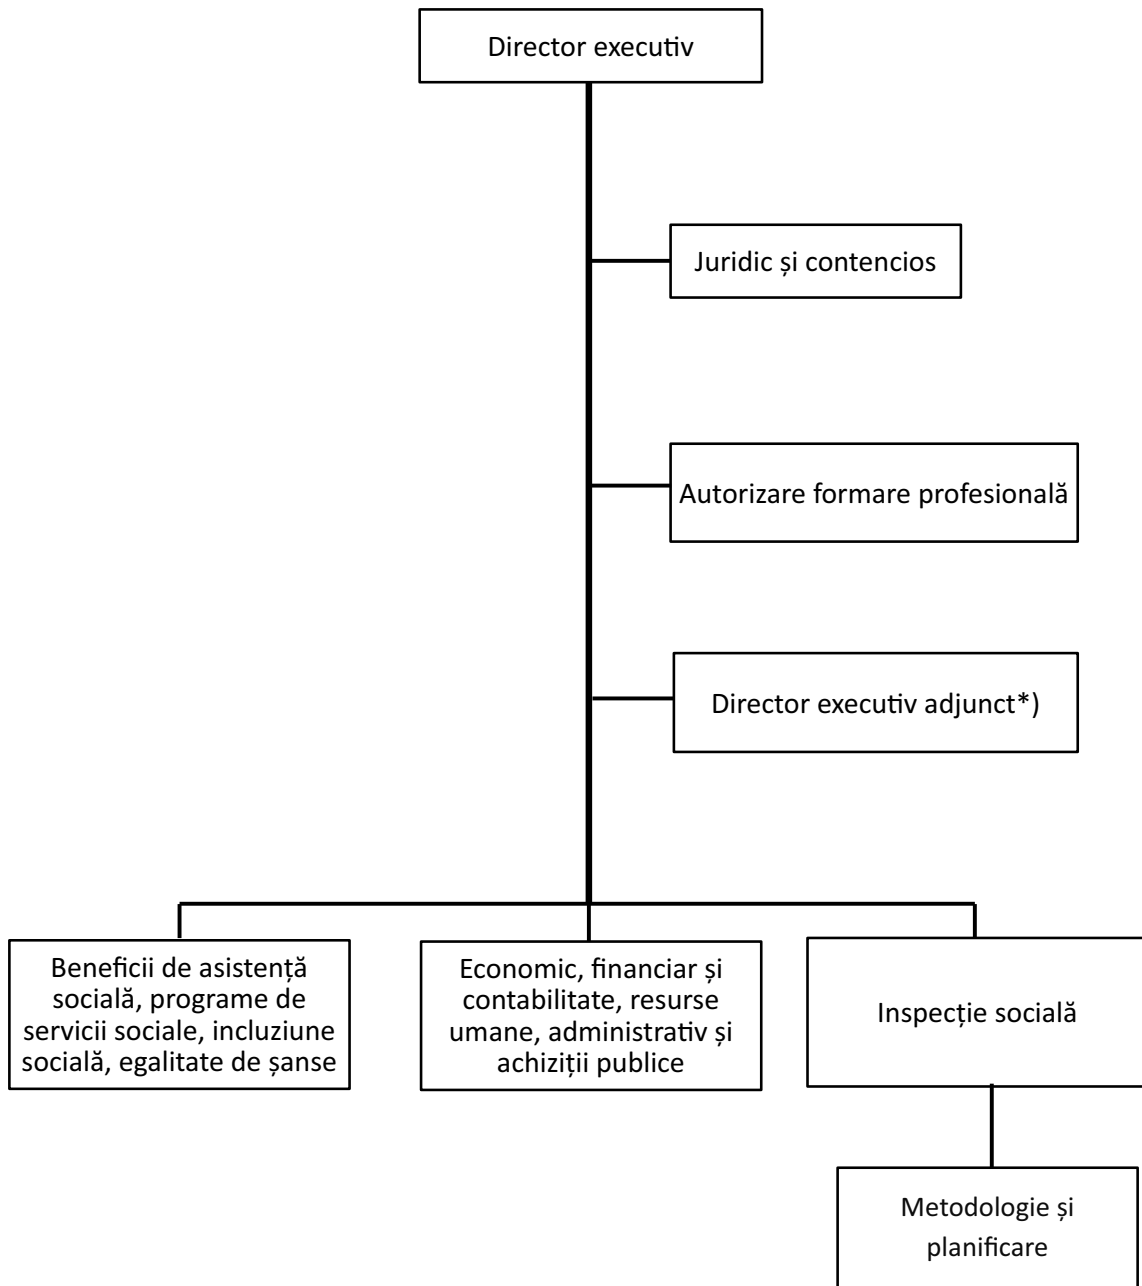 Director executiv
Juridic și contencios
Autorizare formare profesională
Director executiv adjunct*)
Beneficii de asistență
socială, programe de
servicii sociale, incluziune
socială, egalitate de șanse
Economic, financiar și
contabilitate, resurse
umane, administrativ și
achiziții publice
Inspecție socială
Metodologie și
planificare